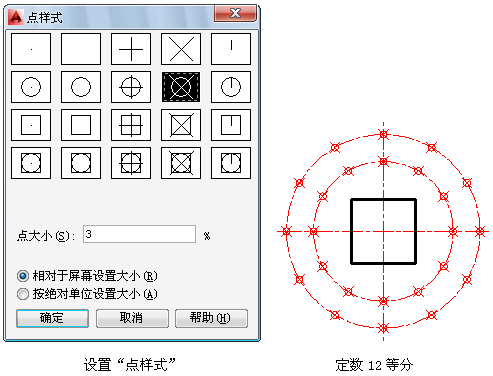 点样式
点大小(S): 3 %
相对于屏幕设置大小(R)
按绝对单位设置大小(A)
确定 取消 帮助(H)
设置“点样式” 定数12等分